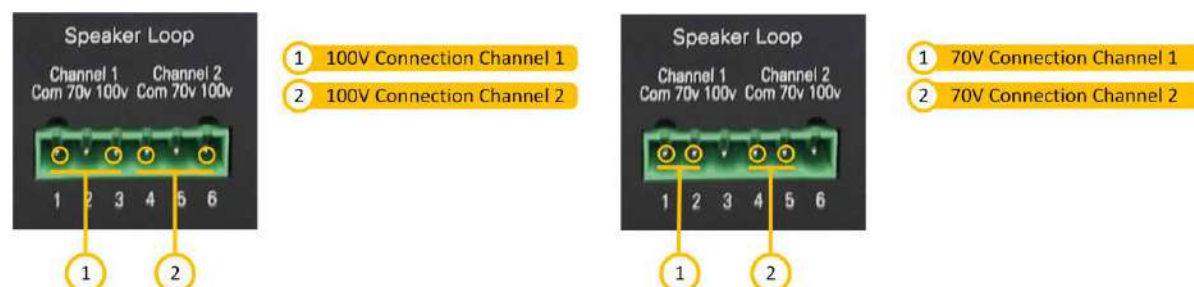 Speaker Loop
Channel 1 Channel 2
Com 70v 100v Com 70v 100v
1 2 3 4 5 6
1 2
1 100V Connection Channel 1
2 100V Connection Channel 2
Speaker Loop
Channel 1 Channel 2
Com 70v 100v Com 70v 100v
1 2 3 4 5 6
1 2
1 70V Connection Channel 1
2 70V Connection Channel 2